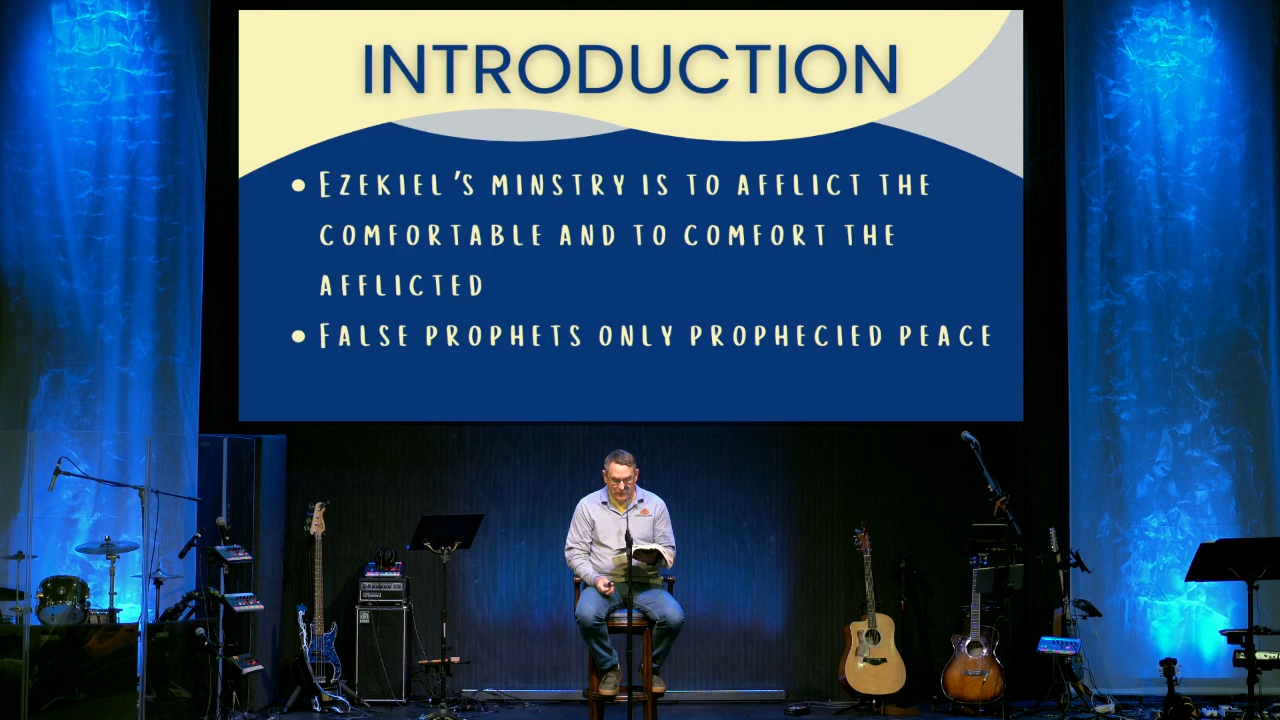 INTRODUCTION
• EZEKIEL'S MINSTRY IS TO AFFLICT THE
COMFORTABLE AND TO COMFORT THE
AFFLICTED
• FALSE PROPHETS ONLY PROPHECIED PEACE